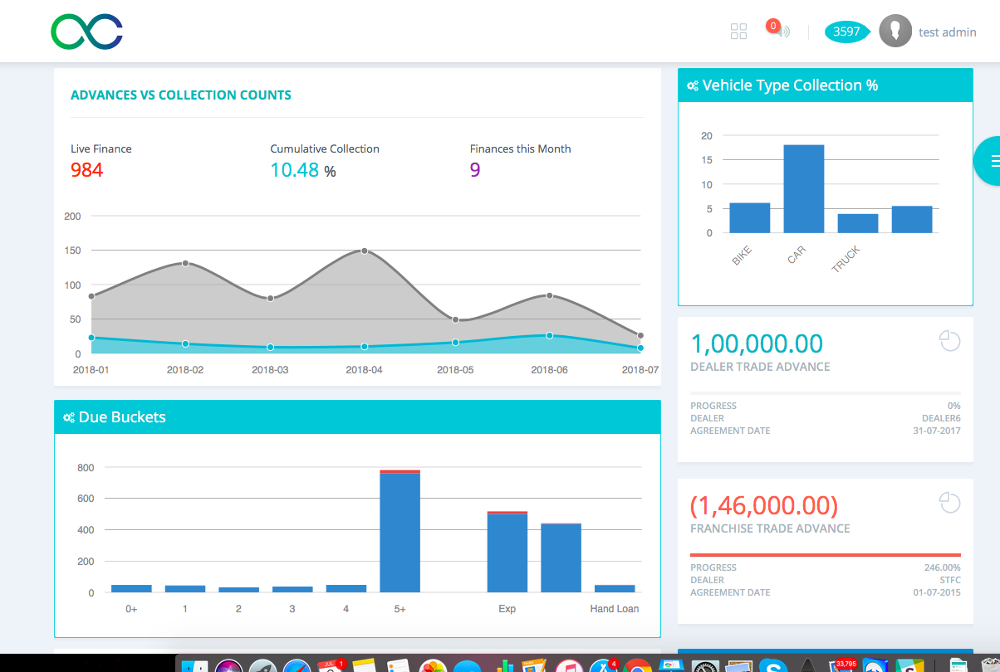 0
3597
test admin
ADVANCES VS COLLECTION COUNTS
Live Finance
984
Cumulative Collection
10.48 %
Finances this Month
9
200
150
100
50
0
2018-01 2018-02 2018-03 2018-04 2018-05 2018-06 2018-07
Due Buckets
800
600
400
200
0
0+ 1 2 3 4 5+ Exp Hand Loan
Vehicle Type Collection %
20
15
10
5
0
BIKE CAR TRUCK
1,00,000.00
DEALER TRADE ADVANCE
PROGRESS 0%
DEALER DEALER6
AGREEMENT DATE 31-07-2017
(1,46,000.00)
FRANCHISE TRADE ADVANCE
PROGRESS 246.00%
DEALER STFC
AGREEMENT DATE 01-07-2015
JUL 1 4 33,795